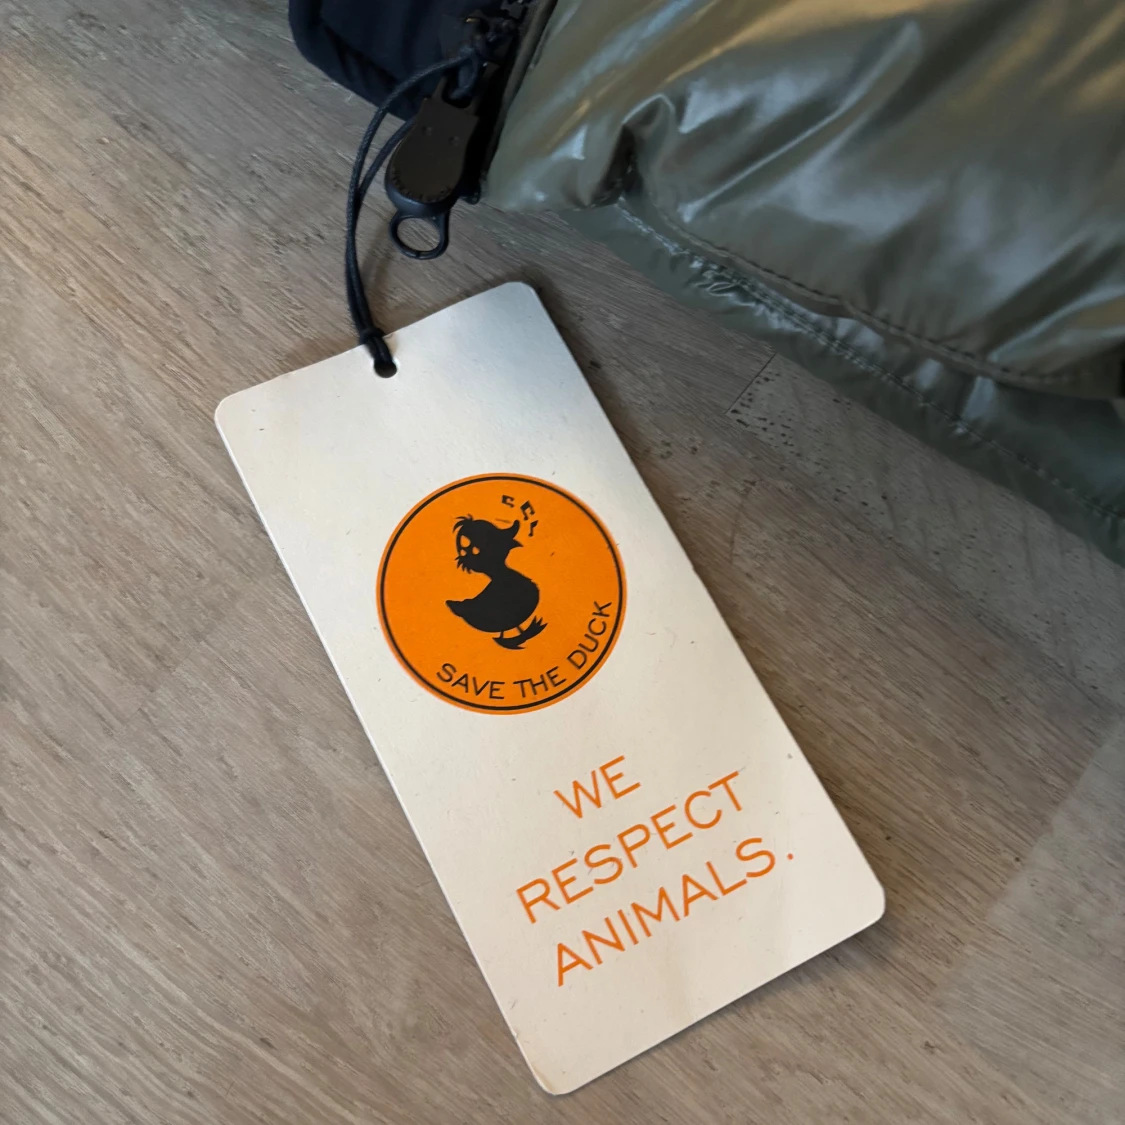 SAVE THE DUCK
WE
RESPECT
ANIMALS.